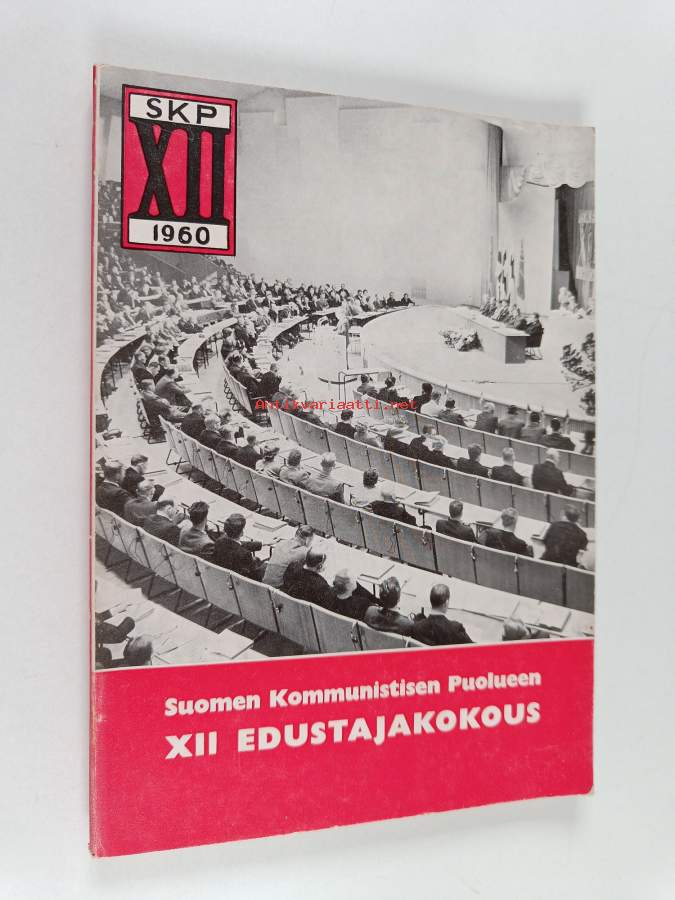 SKP
XII
1960
Antikvariaatti.net
Suomen Kommunistisen Puolueen
XII EDUSTAJAKOKOUS